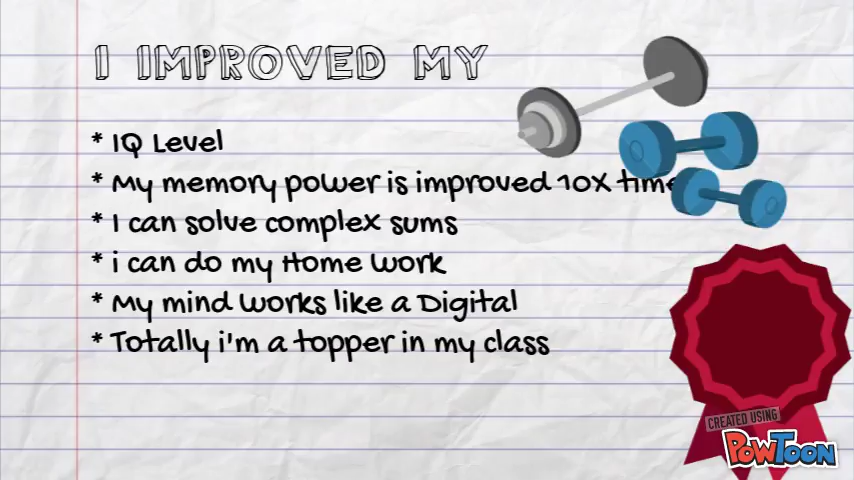 I IMPROVED MY
* IQ Level
* My memory power is improved 10X time
* I can solve complex sums
* i can do my Home Work
* My mind works like a Digital
* Totally i'm a topper in my class
CREATED USING
POWTOON